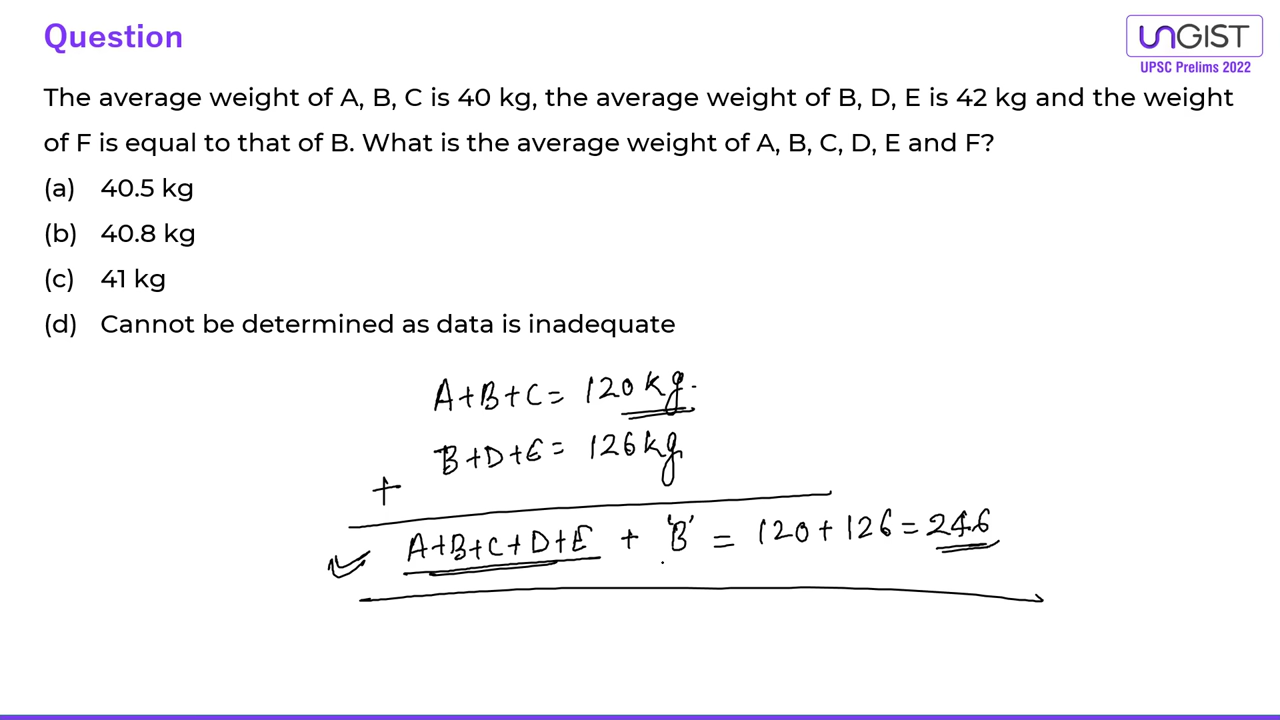 Question
UNGIST
UPSC Prelims 2022
The average weight of A, B, C is 40 kg, the average weight of B, D, E is 42 kg and the weight
of F is equal to that of B. What is the average weight of A, B, C, D, E and F?
(a) 40.5 kg
(b) 40.8 kg
(c) 41 kg
(d) Cannot be determined as data is inadequate
A+B+C = 120 kg.
B+D+E = 126 kg
+
A+B+C+D+E + 'B' = 120+126 = 246